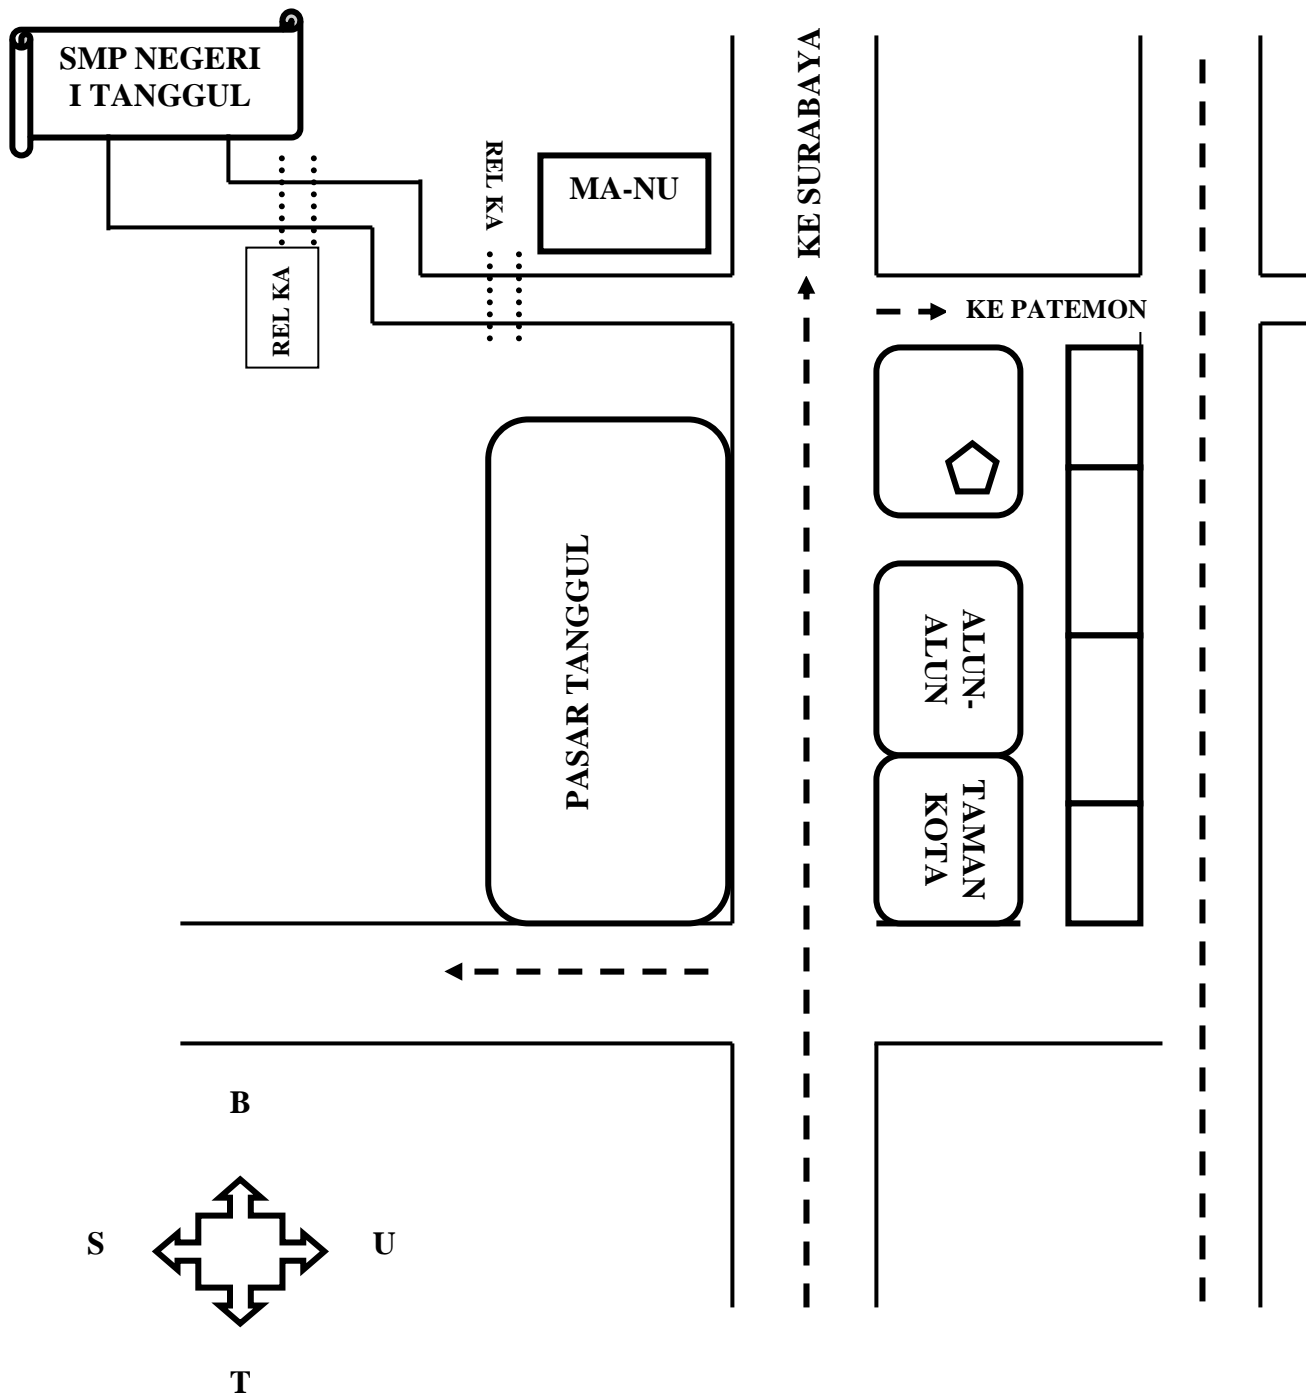 SMP NEGERI
I TANGGUL
KE SURABAYA
REL KA
MA-NU
REL KA
KE PATEMON
PASAR TANGGUL
ALUN-
ALUN
TAMAN
KOTA
B
S
U
T